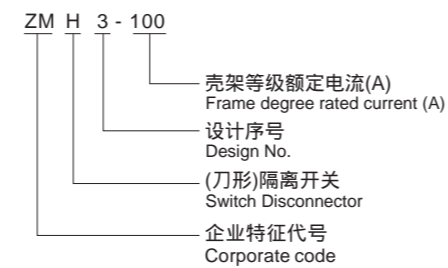 ZM H 3 - 100
壳架等级额定电流(A)
Frame degree rated current (A)
设计序号
Design No.
(刀形)隔离开关
Switch Disconnector
企业特征代号
Corporate code